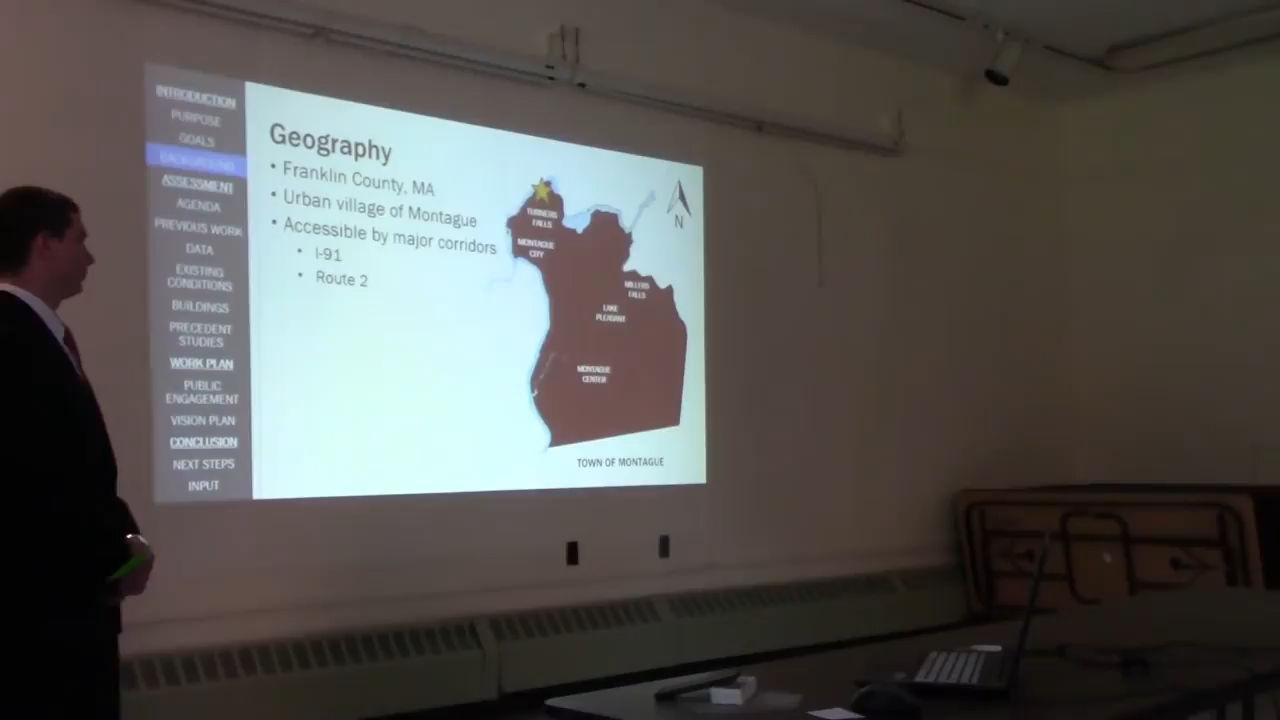 INTRODUCTION
PURPOSE
GOALS
BACKGROUND
ASSESSMENT
AGENDA
PREVIOUS WORK
DATA
EXISTING
CONDITIONS
BUILDINGS
PRECEDENT
STUDIES
WORK PLAN
PUBLIC
ENGAGEMENT
VISION PLAN
CONCLUSION
NEXT STEPS
INPUT
Geography
• Franklin County, MA
• Urban village of Montague
• Accessible by major corridors
• I-91
• Route 2
TURNERS
FALLS
MONTAGUE
CITY
MILLERS
FALLS
LAKE
PLEASANT
MONTAGUE
CENTER
N
TOWN OF MONTAGUE